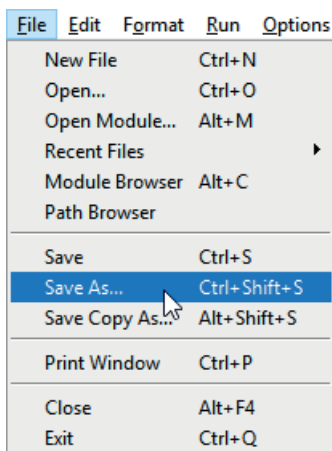 File Edit Format Run Options
New File Ctrl+N
Open... Ctrl+O
Open Module... Alt+M
Recent Files
Module Browser Alt+C
Path Browser
Save Ctrl+S
Save As... Ctrl+Shift+S
Save Copy As... Alt+Shift+S
Print Window Ctrl+P
Close Alt+F4
Exit Ctrl+Q